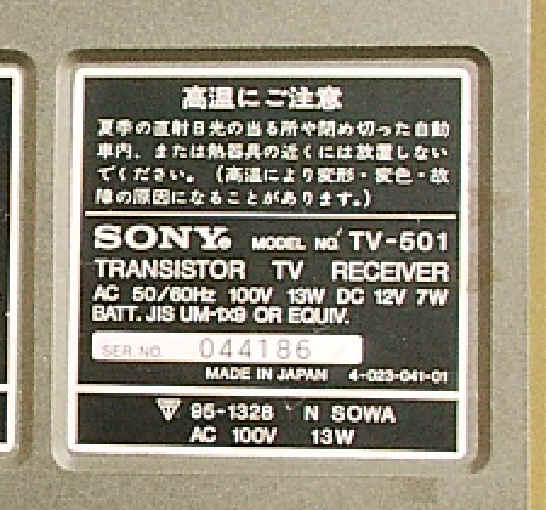 高温にご注意
夏季の直射日光の当る所や閉め切った自動
車内、または熱器具の近くには放置しない
でください。(高温により変形・変色・故
障の原因になることがあります。)
SONY® MODEL NO. TV-501
TRANSISTOR TV RECEIVER
AC 50/60Hz 100V 13W DC 12V 7W
BATT. JIS UM-1X9 OR EQUIV.
SER. NO. 044186
MADE IN JAPAN 4-023-041-01
95-1328 N SOWA
AC 100V 13W